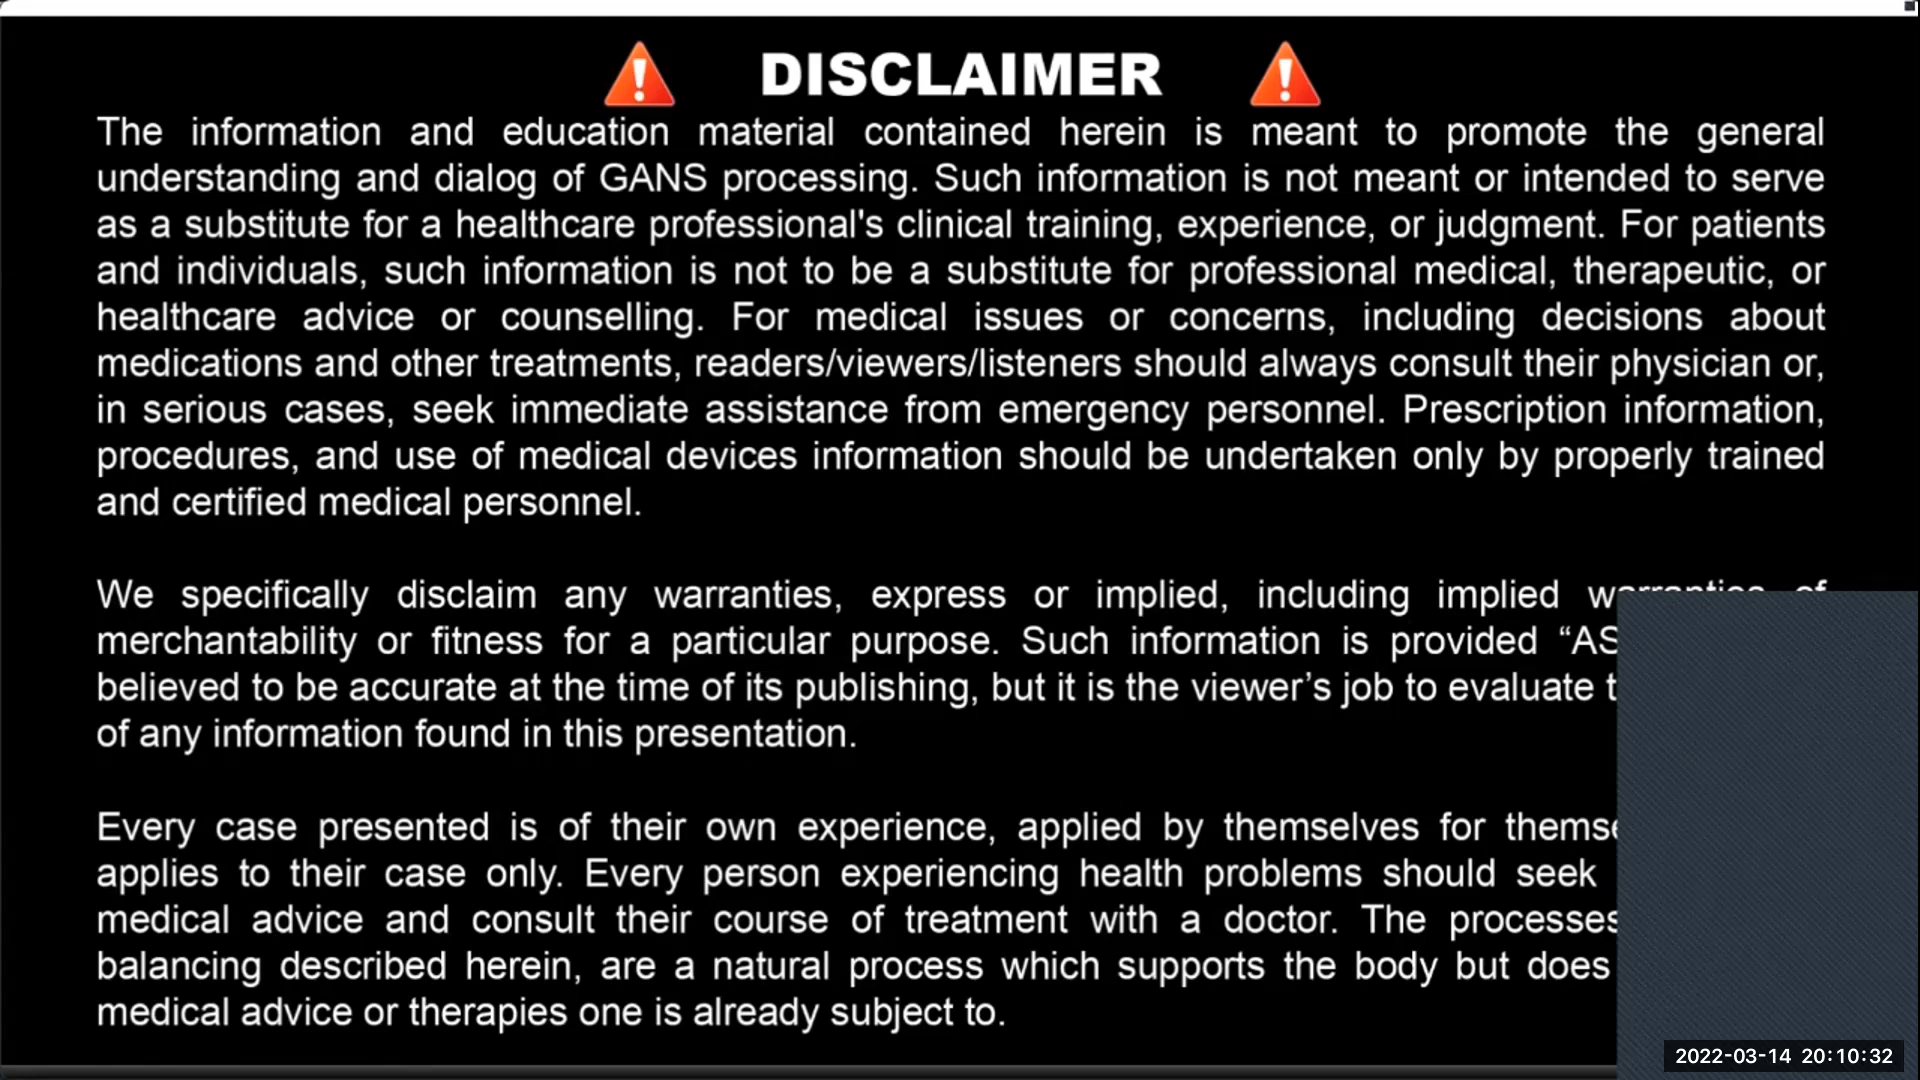 DISCLAIMER
The information and education material contained herein is meant to promote the general
understanding and dialog of GANS processing. Such information is not meant or intended to serve
as a substitute for a healthcare professional's clinical training, experience, or judgment. For patients
and individuals, such information is not to be a substitute for professional medical, therapeutic, or
healthcare advice or counselling. For medical issues or concerns, including decisions about
medications and other treatments, readers/viewers/listeners should always consult their physician or,
in serious cases, seek immediate assistance from emergency personnel. Prescription information,
procedures, and use of medical devices information should be undertaken only by properly trained
and certified medical personnel.
We specifically disclaim any warranties, express or implied, including implied warranties of
merchantability or fitness for a particular purpose. Such information is provided “AS
believed to be accurate at the time of its publishing, but it is the viewer’s job to evaluate
of any information found in this presentation.
Every case presented is of their own experience, applied by themselves for
applies to their case only. Every person experiencing health problems should seek
medical advice and consult their course of treatment with a doctor. The processes
balancing described herein, are a natural process which supports the body but does
medical advice or therapies one is already subject to.
2022-03-14 20:10:32